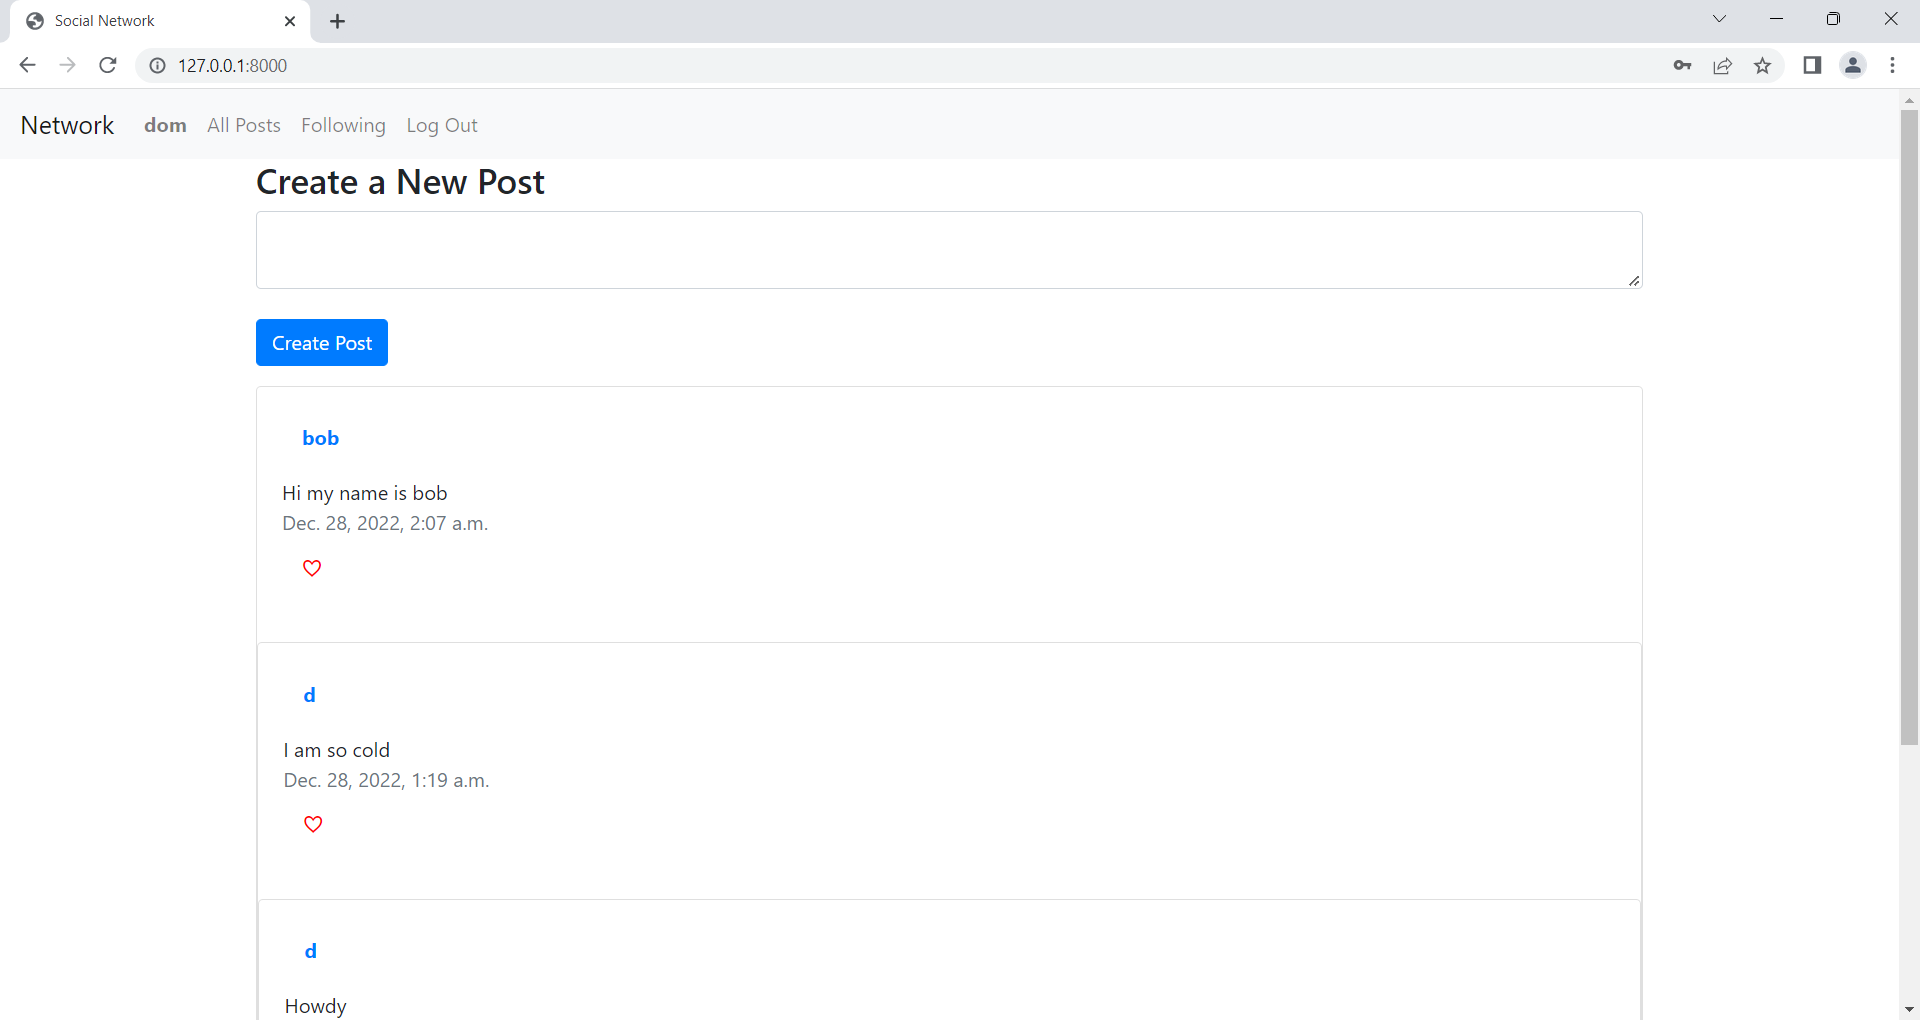 Social Network
127.0.0.1:8000
Network dom All Posts Following Log Out
Create a New Post
Create Post
bob
Hi my name is bob
Dec. 28, 2022, 2:07 a.m.
d
I am so cold
Dec. 28, 2022, 1:19 a.m.
d
Howdy